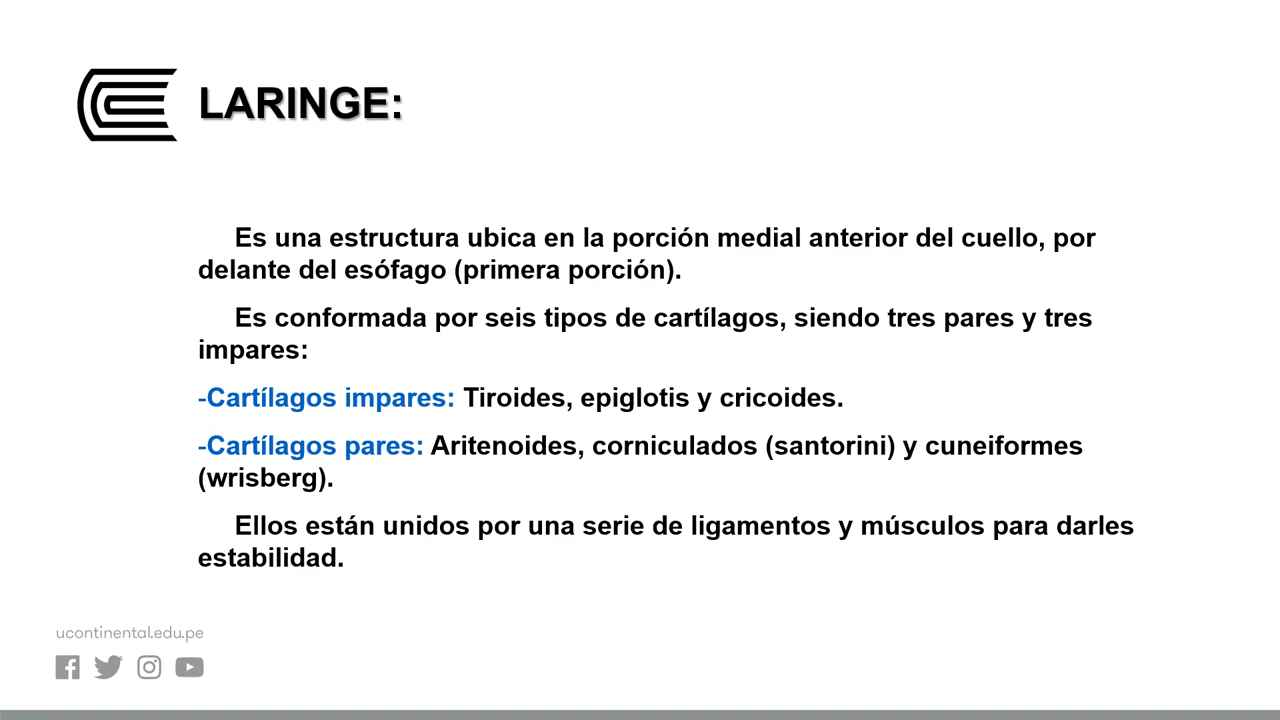 LARINGE:
Es una estructura ubica en la porción medial anterior del cuello, por
delante del esófago (primera porción).
Es conformada por seis tipos de cartílagos, siendo tres pares y tres
impares:
-Cartílagos impares: Tiroides, epiglotis y cricoides.
-Cartílagos pares: Aritenoides, corniculados (santorini) y cuneiformes
(wrisberg).
Ellos están unidos por una serie de ligamentos y músculos para darles
estabilidad.
ucontinental.edu.pe